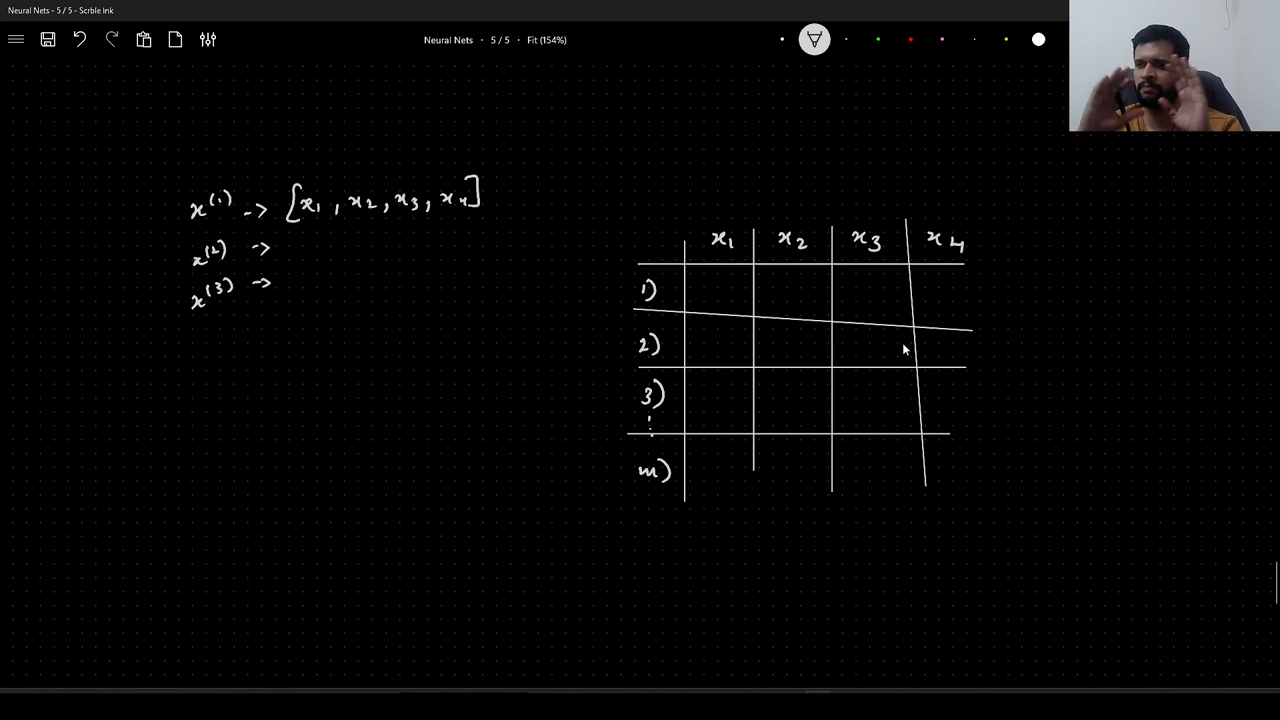 Neural Nets - 5 / 5 - Scrble Ink
Neural Nets • 5 / 5 • Fit (154%)
x⁽¹⁾ -> [x₁ , x₂ , x₃ , x₄]
x⁽²⁾ ->
x⁽³⁾ ->
x₁ x₂ x₃ x₄
1)
2)
3)
⋮
m)